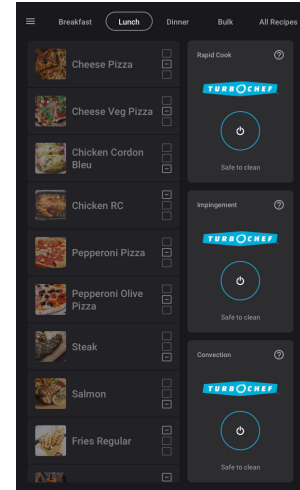 Breakfast
Lunch
Dinner
Bulk
All Recipes
Cheese Pizza
Cheese Veg Pizza
Chicken Cordon
Bleu
Chicken RC
Pepperoni Pizza
Pepperoni Olive
Pizza
Steak
Salmon
Fries Regular
Rapid Cook
TURBOCHEF
Safe to clean
Impingement
TURBOCHEF
Safe to clean
Convection
TURBOCHEF
Safe to clean